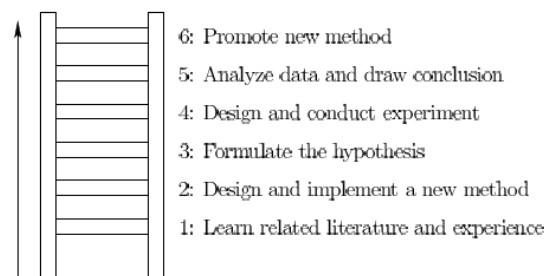 6: Promote new method
5: Analyze data and draw conclusion
4: Design and conduct experiment
3: Formulate the hypothesis
2: Design and implement a new method
1: Learn related literature and experience